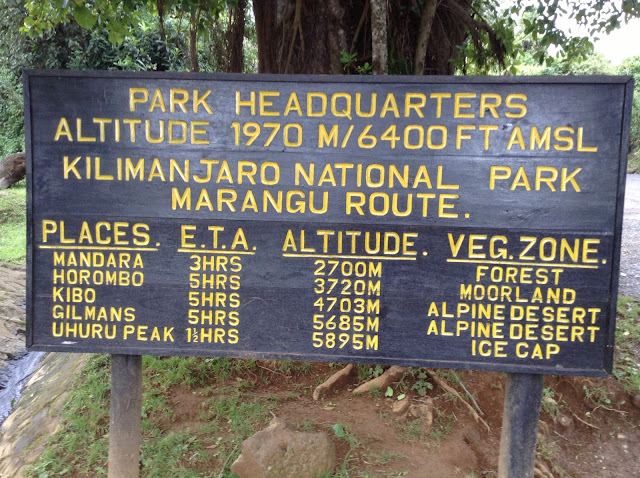 PARK HEADQUARTERS
ALTITUDE 1970 M/6400 FT AMSL
KILIMANJARO NATIONAL PARK
MARANGU ROUTE.
PLACES. E.T.A. ALTITUDE. VEG. ZONE.
MANDARA 3HRS 2700M FOREST
HOROMBO 5HRS 3720M MOORLAND
KIBO 5HRS 4703M ALPINE DESERT
GILMANS 5HRS 5685M ALPINE DESERT
UHURU PEAK 1½HRS 5895M ICE CAP